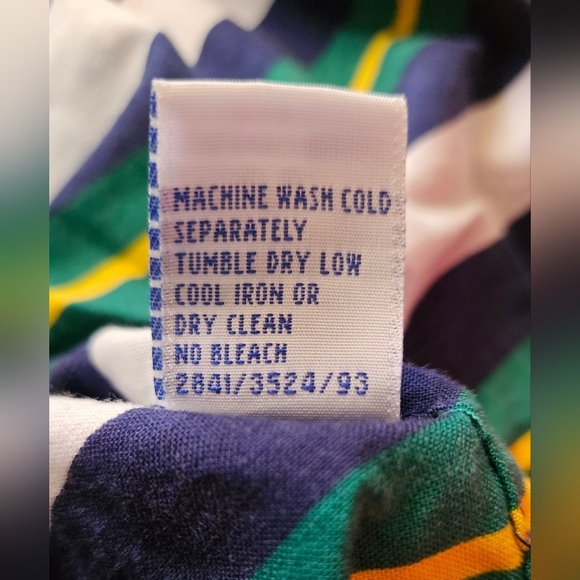 MACHINE WASH COLD
SEPARATELY
TUMBLE DRY LOW
COOL IRON OR
DRY CLEAN
NO BLEACH
2841/3524/93